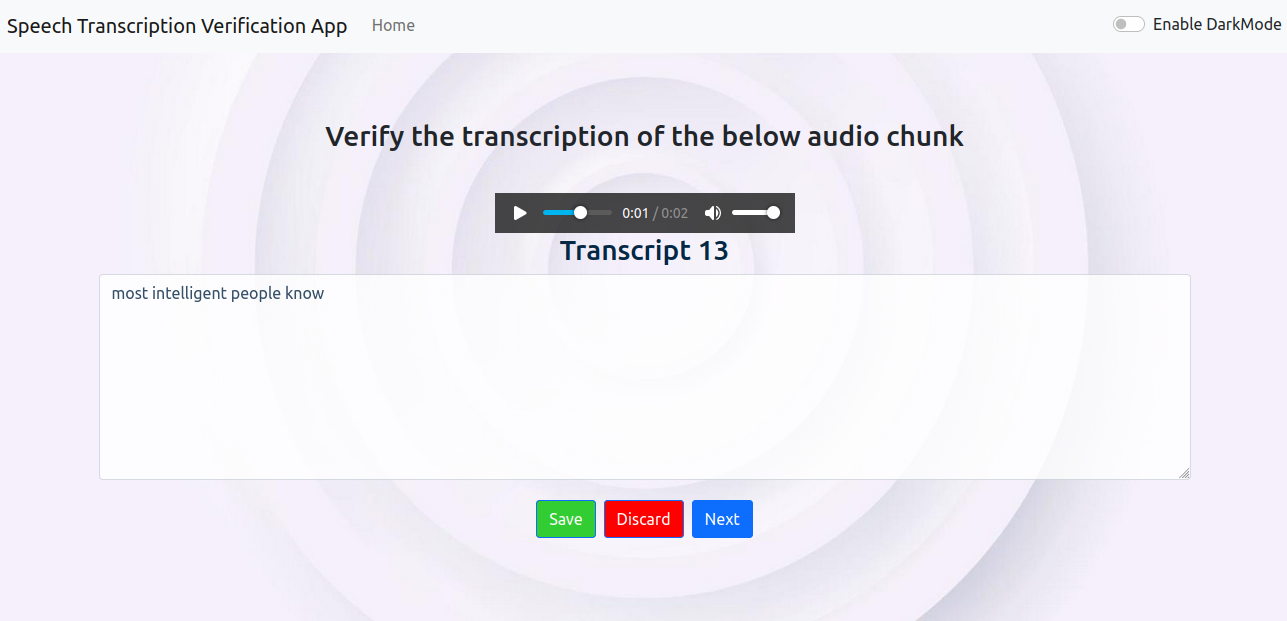 Speech Transcription Verification App Home Enable DarkMode
Verify the transcription of the below audio chunk
0:01 / 0:02
Transcript 13
most intelligent people know
Save Discard Next